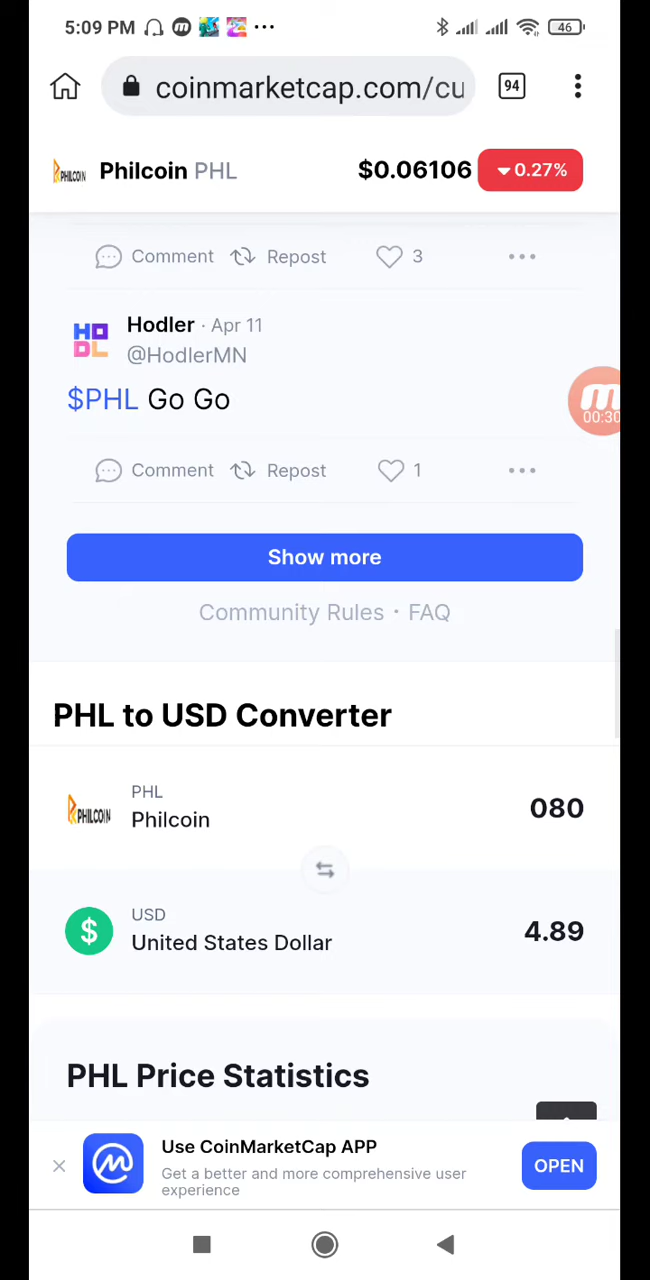 5:09 PM
46
coinmarketcap.com/cu
94
PHILCOIN
Philcoin PHL
$0.06106
0.27%
Comment
Repost
3
HODL
Hodler · Apr 11
@HodlerMN
$PHL Go Go
00:30
Comment
Repost
1
Show more
Community Rules · FAQ
PHL to USD Converter
PHILCOIN
PHL
Philcoin
080
$
USD
United States Dollar
4.89
PHL Price Statistics
Use CoinMarketCap APP
Get a better and more comprehensive user
experience
OPEN